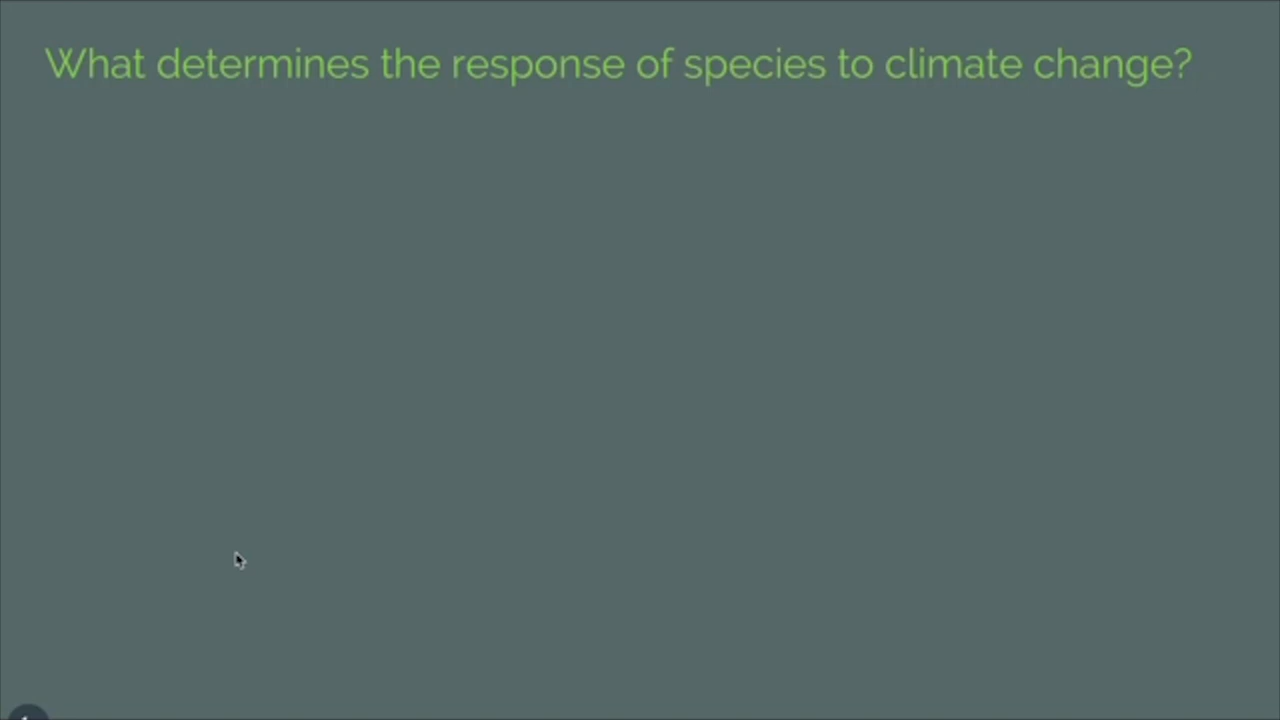 What determines the response of species to climate change?